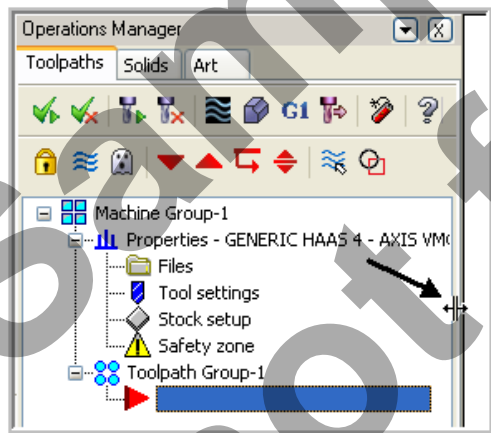 Operations Manager
Toolpaths Solids Art
G1
Machine Group-1
Properties - GENERIC HAAS 4 - AXIS VMC
Files
Tool settings
Stock setup
Safety zone
Toolpath Group-1